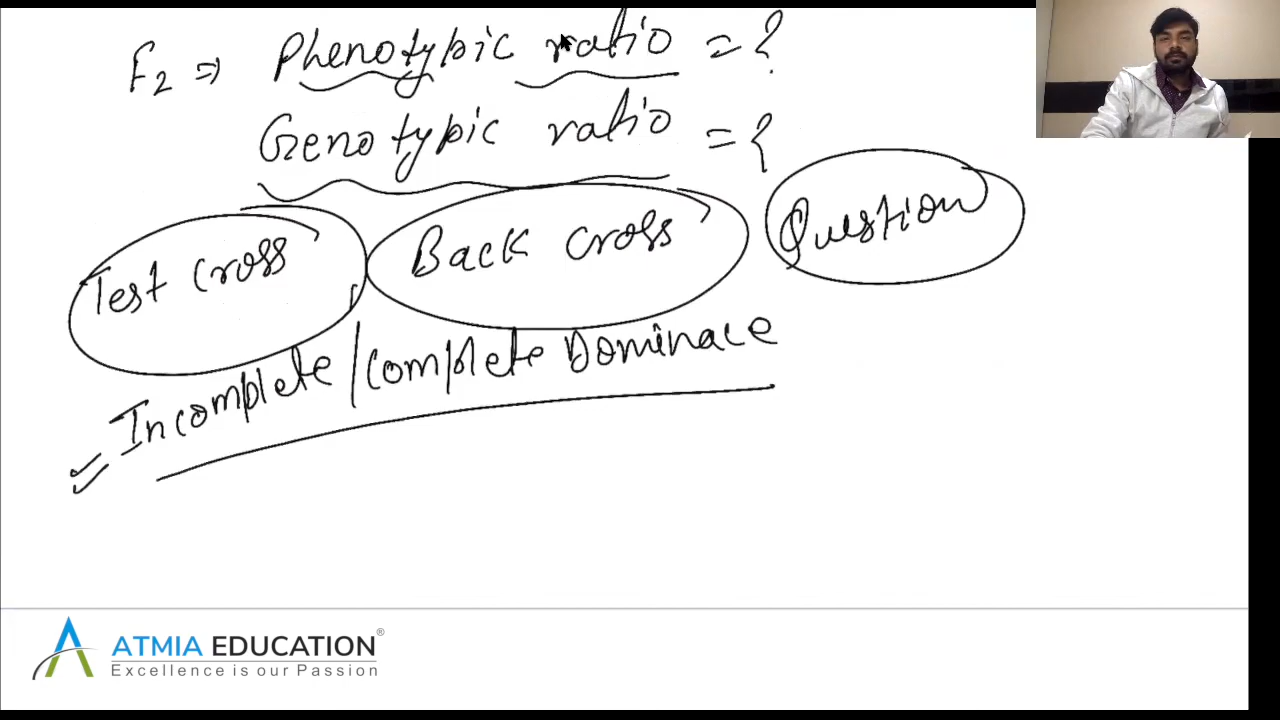 F2 ⇒ Phenotypic ratio = ?
Genotypic ratio = ?
Test Cross Back Cross Question
Incomplete / Complete Dominace
ATMIA EDUCATION®
Excellence is our Passion